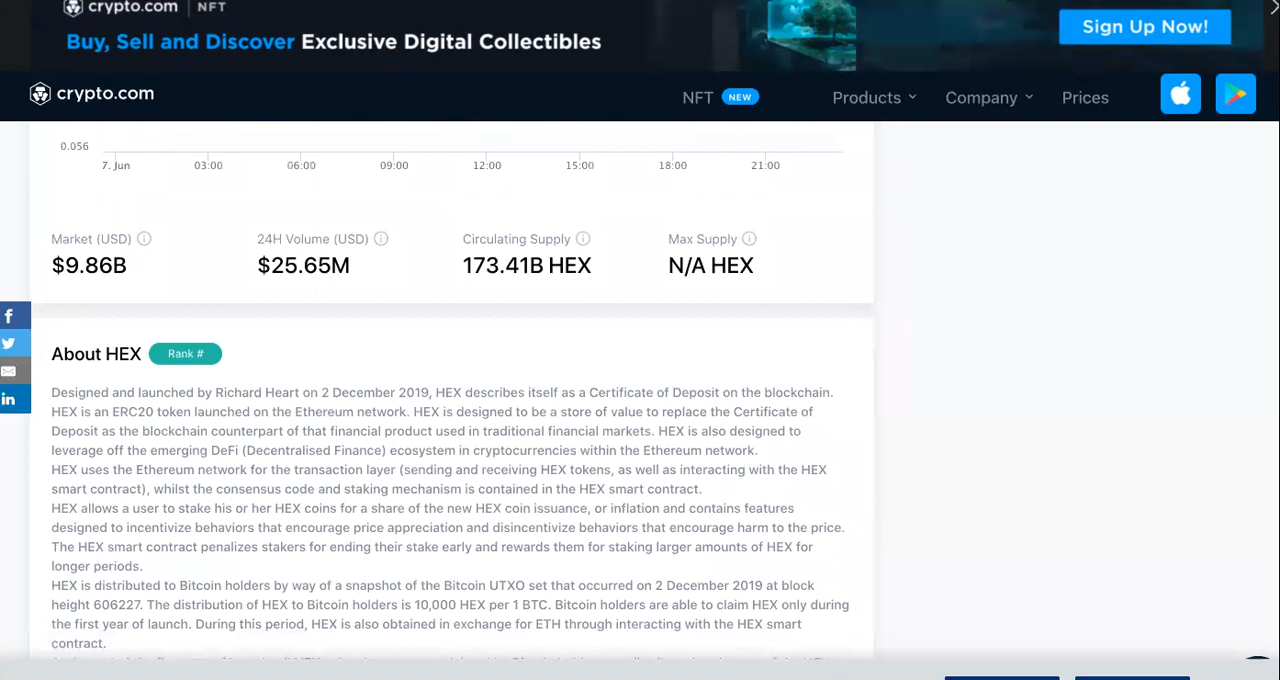 crypto.com | NFT
Buy, Sell and Discover Exclusive Digital Collectibles
Sign Up Now!
crypto.com
NFT NEW
Products
Company
Prices
0.056
7. Jun 03:00 06:00 09:00 12:00 15:00 18:00 21:00
Market (USD) 24H Volume (USD) Circulating Supply Max Supply
$9.86B $25.65M 173.41B HEX N/A HEX
About HEX Rank #
Designed and launched by Richard Heart on 2 December 2019, HEX describes itself as a Certificate of Deposit on the blockchain.
HEX is an ERC20 token launched on the Ethereum network. HEX is designed to be a store of value to replace the Certificate of
Deposit as the blockchain counterpart of that financial product used in traditional financial markets. HEX is also designed to
leverage off the emerging DeFi (Decentralised Finance) ecosystem in cryptocurrencies within the Ethereum network.
HEX uses the Ethereum network for the transaction layer (sending and receiving HEX tokens, as well as interacting with the HEX
smart contract), whilst the consensus code and staking mechanism is contained in the HEX smart contract.
HEX allows a user to stake his or her HEX coins for a share of the new HEX coin issuance, or inflation and contains features
designed to incentivize behaviors that encourage price appreciation and disincentivize behaviors that encourage harm to the price.
The HEX smart contract penalizes stakers for ending their stake early and rewards them for staking larger amounts of HEX for
longer periods.
HEX is distributed to Bitcoin holders by way of a snapshot of the Bitcoin UTXO set that occurred on 2 December 2019 at block
height 606227. The distribution of HEX to Bitcoin holders is 10,000 HEX per 1 BTC. Bitcoin holders are able to claim HEX only during
the first year of launch. During this period, HEX is also obtained in exchange for ETH through interacting with the HEX smart
contract.